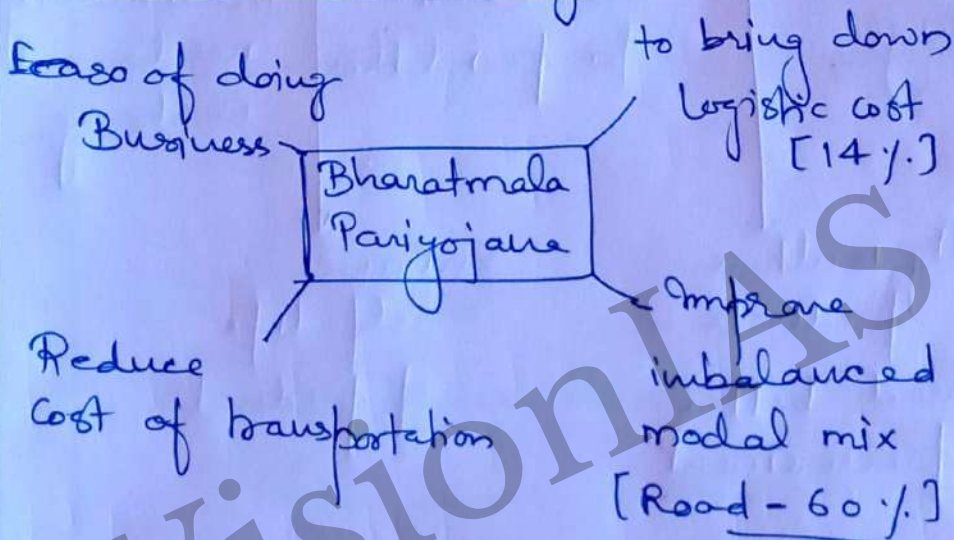 Ease of doing
Business
to bring down
Logistic cost
[14%.]
Bharatmala
Pariyojana
Reduce
Cost of transportation
Improve
imbalanced
modal mix
[Road - 60%.]
VisionIAS